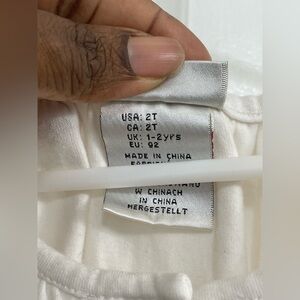 USA: 2T
CA: 2T
UK: 1-2yrs
EU: 92
MADE IN CHINA
W CHINACH
IN CHINA
HERGESTELLT